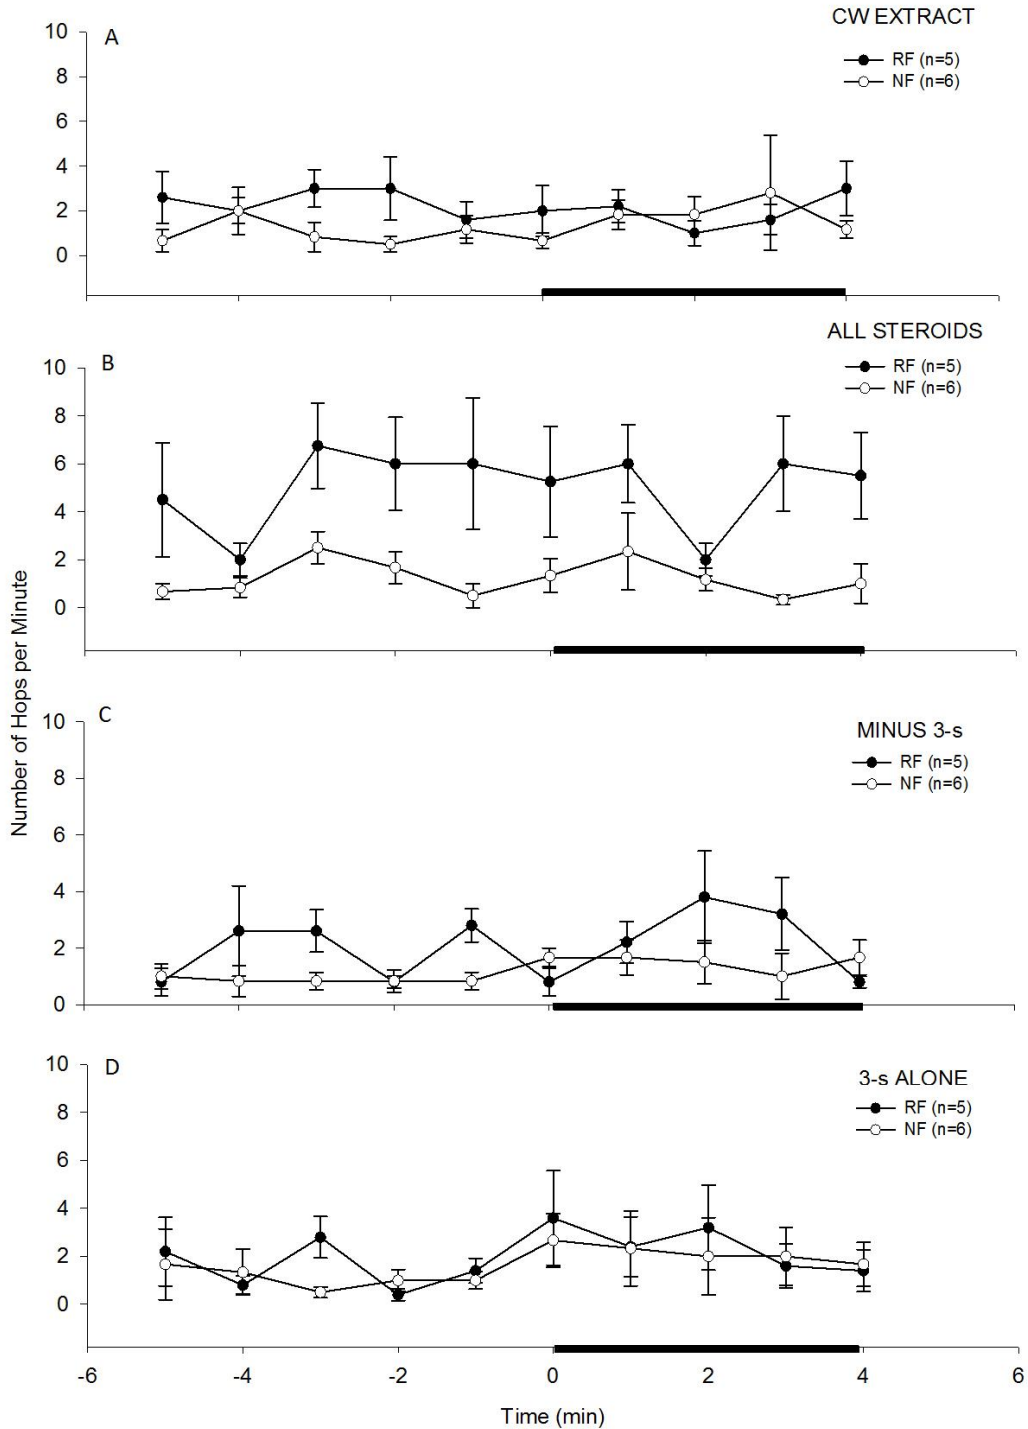 CW EXTRACT
A
RF (n=5)
NF (n=6)
10
8
6
4
2
0
ALL STEROIDS
B
RF (n=5)
NF (n=6)
10
8
6
4
2
0
Number of Hops per Minute
MINUS 3-s
C
RF (n=5)
NF (n=6)
10
8
6
4
2
0
3-s ALONE
D
RF (n=5)
NF (n=6)
10
8
6
4
2
0
-6 -4 -2 0 2 4 6
Time (min)